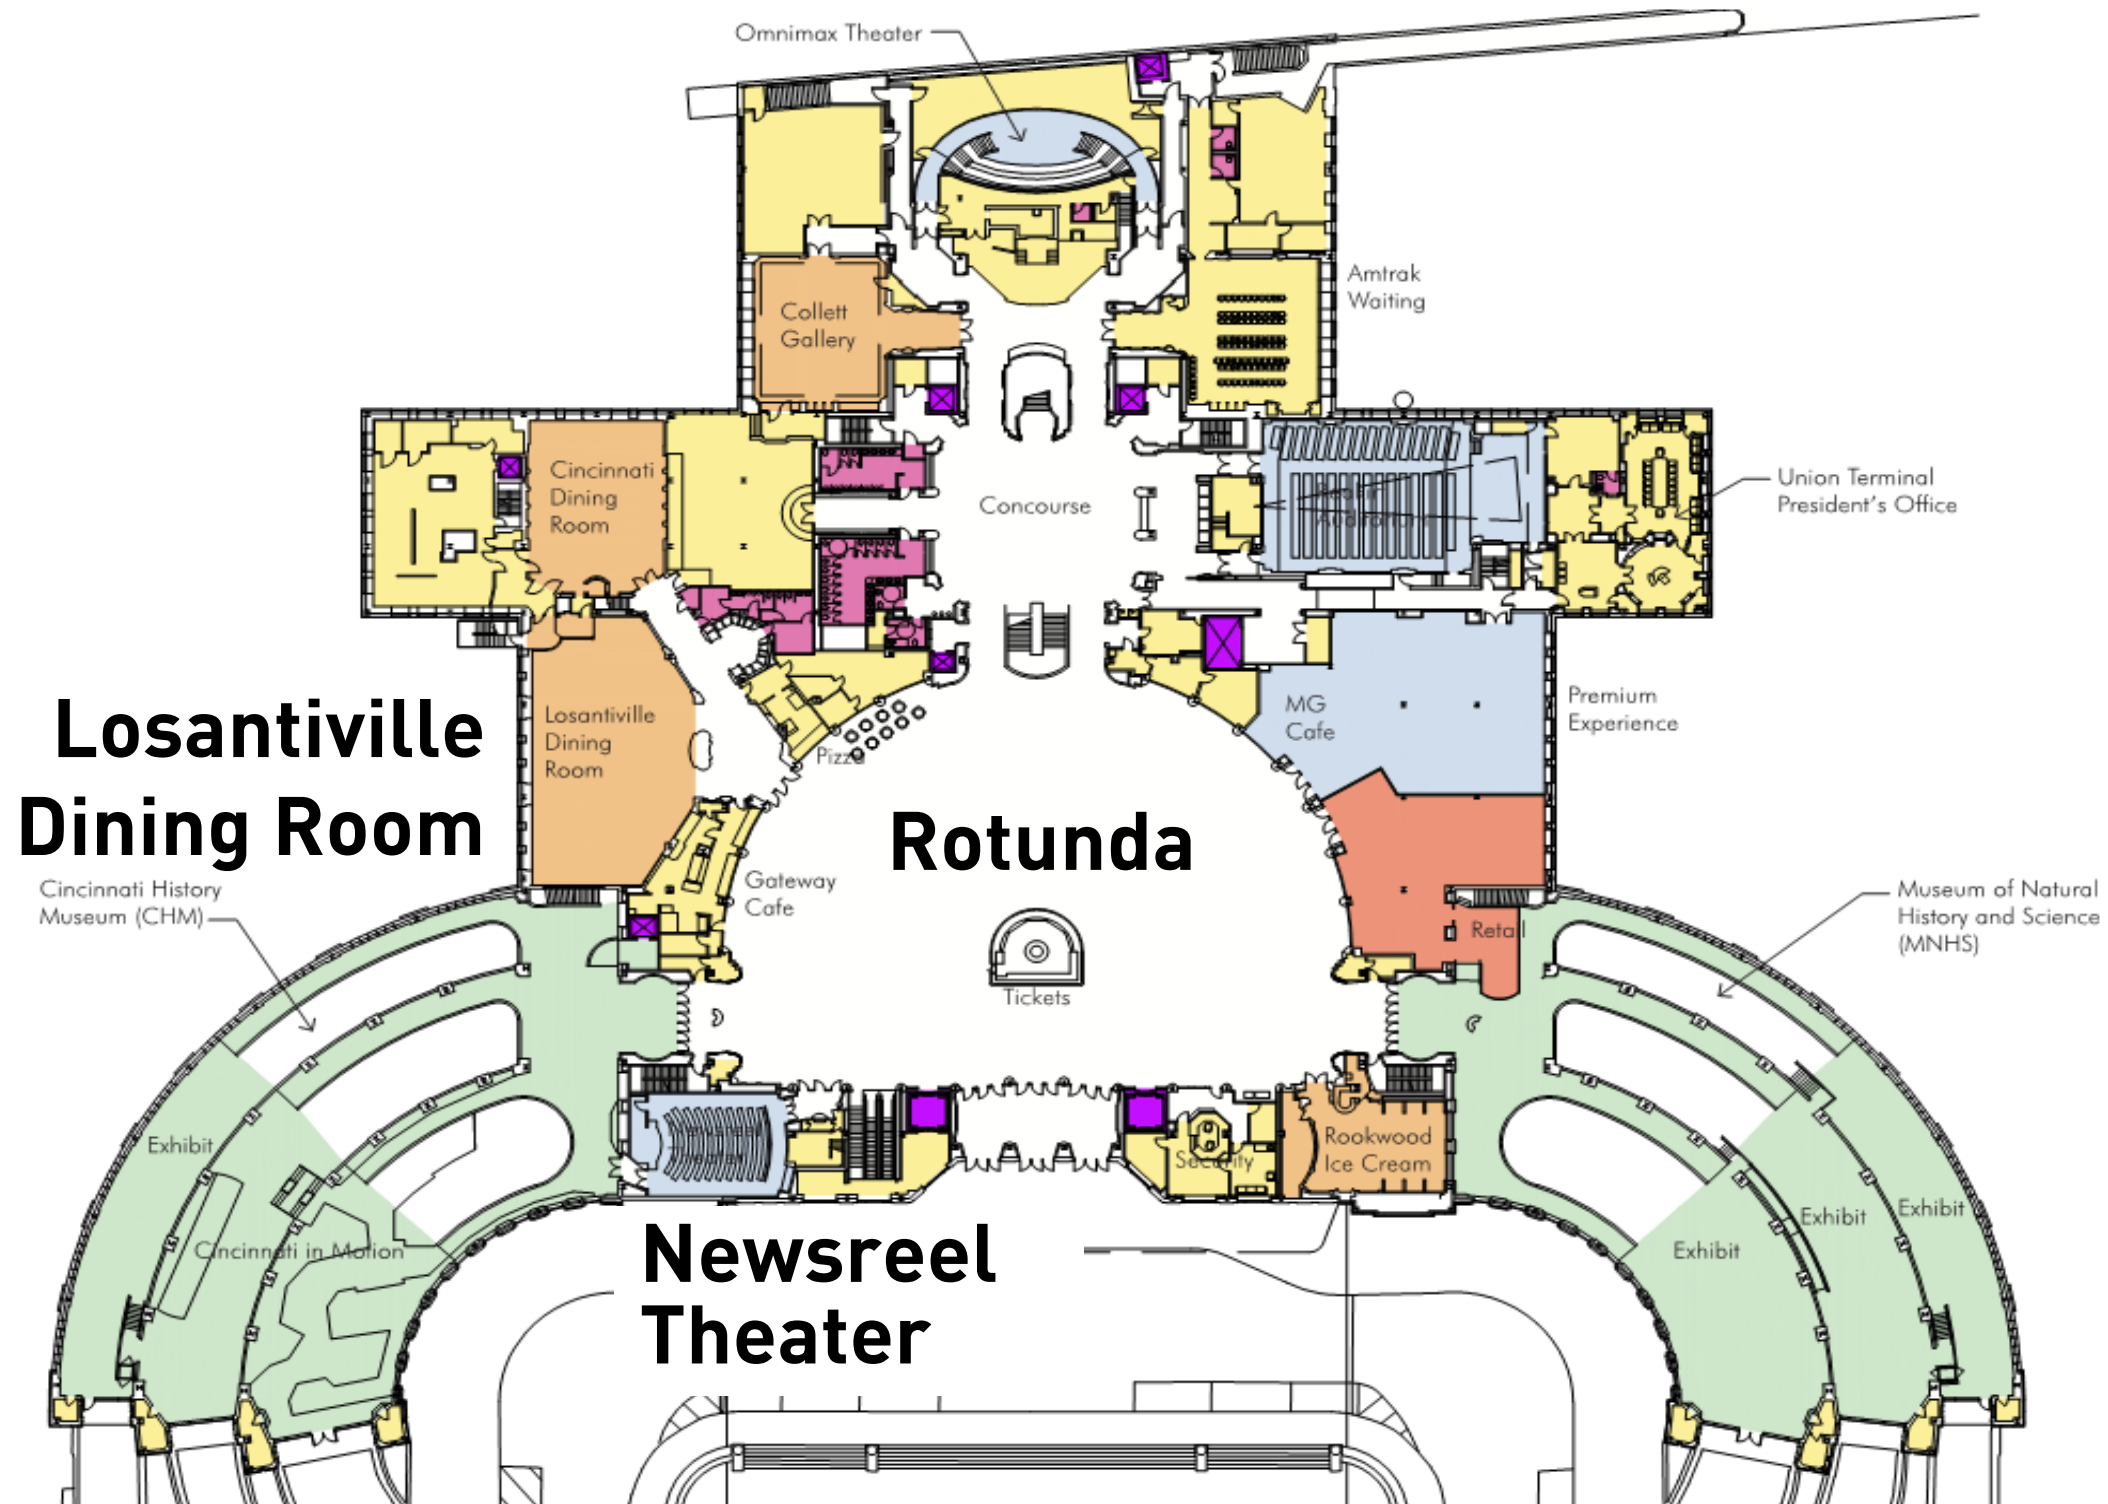 Omnimax Theater
Amtrak
Waiting
Collett
Gallery
Cincinnati
Dining
Room
Concourse
Union Terminal
President's Office
Losantiville
Dining Room
Losantiville
Dining
Room
MG
Cafe
Premium
Experience
Pizza
Rotunda
Gateway
Cafe
Cincinnati History
Museum (CHM)
Museum of Natural
History and Science
(MNHS)
Retail
Tickets
Exhibit
Newsreel
Theater
Security
Rookwood
Ice Cream
Exhibit
Exhibit
Exhibit
Cincinnati in Motion
Newsreel
Theater